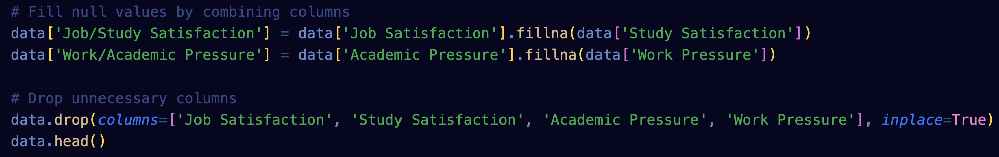 # Fill null values by combining columns
data['Job/Study Satisfaction'] = data['Job Satisfaction'].fillna(data['Study Satisfaction'])
data['Work/Academic Pressure'] = data['Academic Pressure'].fillna(data['Work Pressure'])
# Drop unnecessary columns
data.drop(columns=['Job Satisfaction', 'Study Satisfaction', 'Academic Pressure', 'Work Pressure'], inplace=True)
data.head()